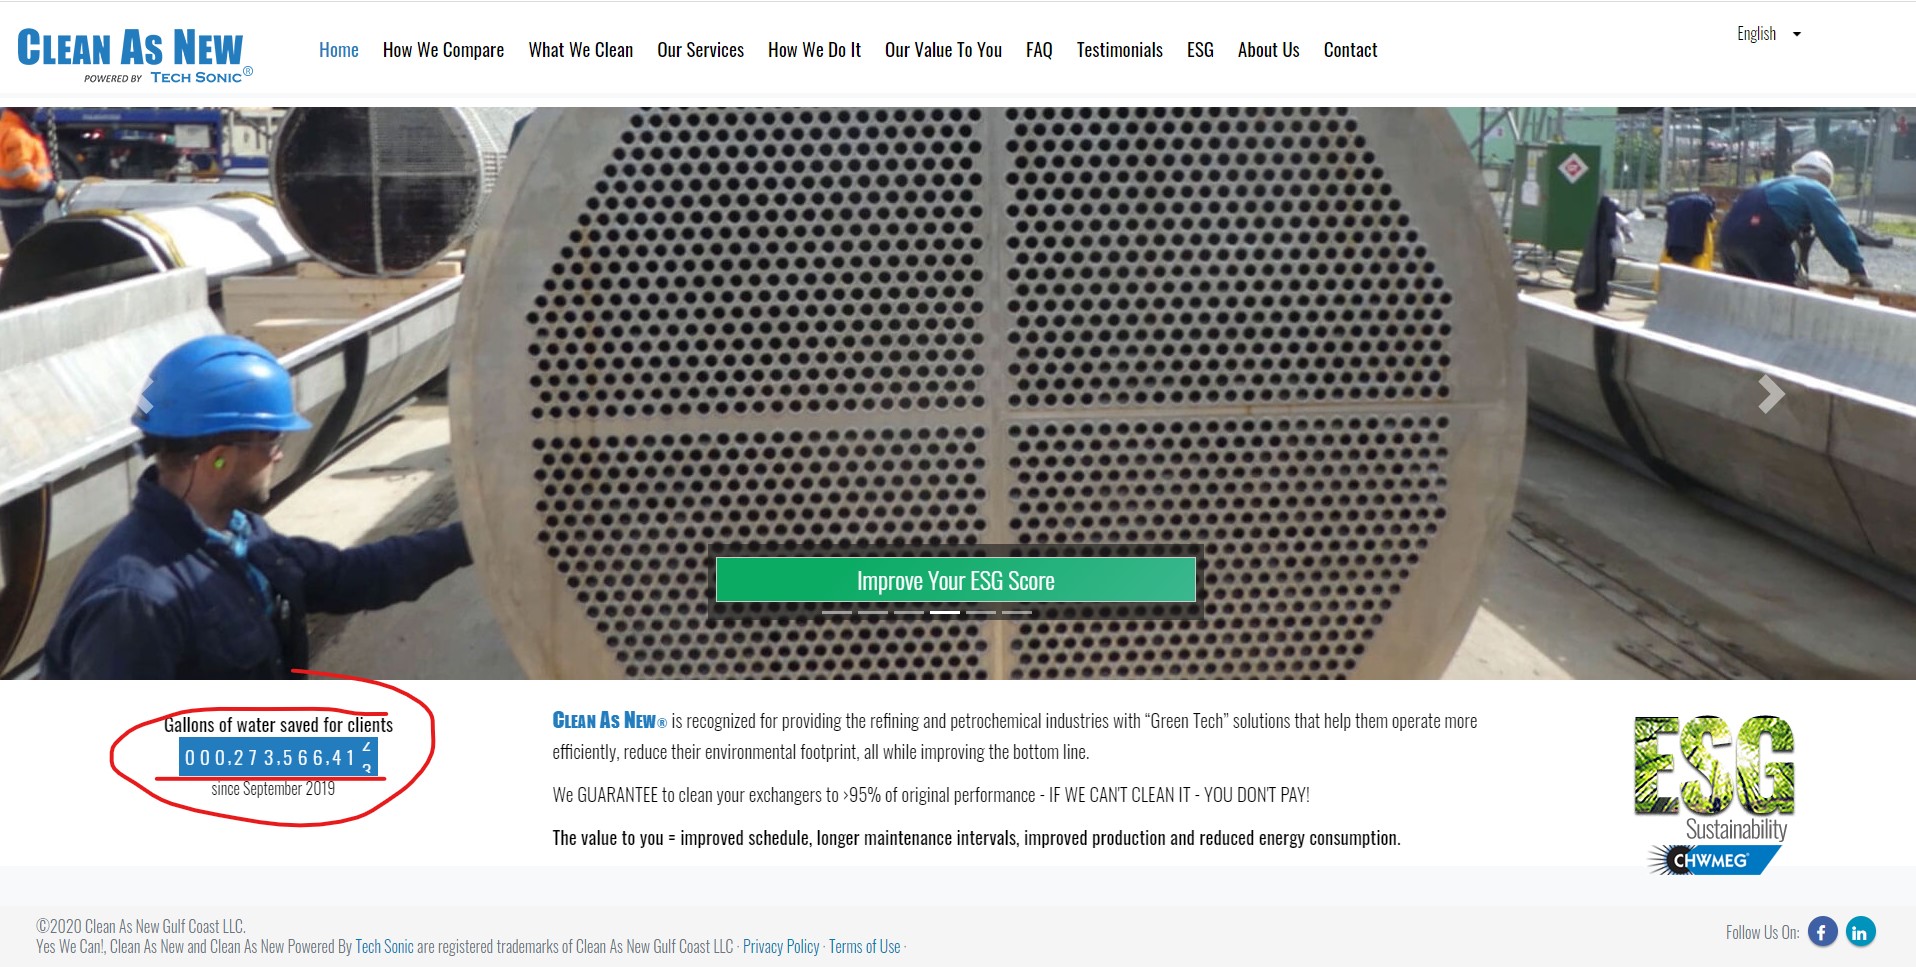 CLEAN AS NEW
POWERED BY TECH SONIC®
Home How We Compare What We Clean Our Services How We Do It Our Value To You FAQ Testimonials ESG About Us Contact
English
Improve Your ESG Score
Gallons of water saved for clients
000,273,566,41
since September 2019
CLEAN AS NEW® is recognized for providing the refining and petrochemical industries with “Green Tech” solutions that help them operate more
efficiently, reduce their environmental footprint, all while improving the bottom line.
We GUARANTEE to clean your exchangers to >95% of original performance - IF WE CAN'T CLEAN IT - YOU DON'T PAY!
The value to you = improved schedule, longer maintenance intervals, improved production and reduced energy consumption.
ESG
Sustainability
CHWMEG®
©2020 Clean As New Gulf Coast LLC.
Yes We Can!, Clean As New and Clean As New Powered By Tech Sonic are registered trademarks of Clean As New Gulf Coast LLC · Privacy Policy · Terms of Use ·
Follow Us On: f in